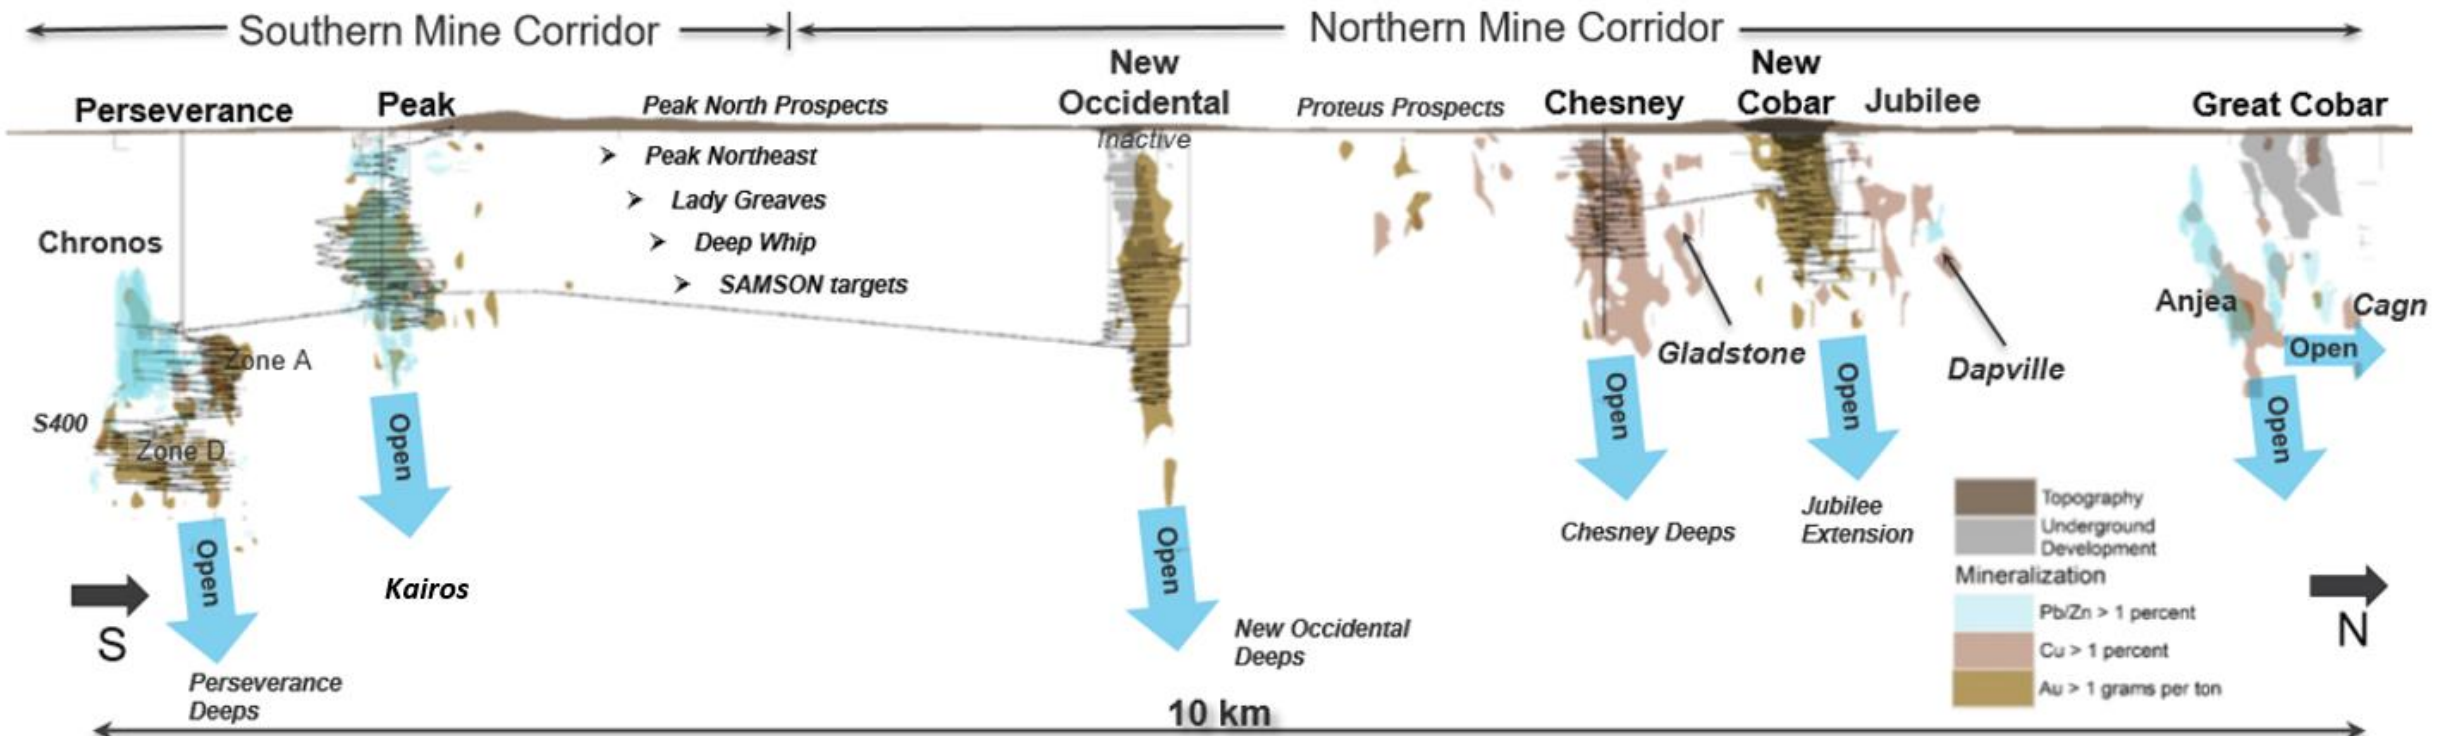 Southern Mine Corridor
Northern Mine Corridor
Perseverance
Peak
Peak North Prospects
New
Occidental
Inactive
Proteus Prospects
Chesney
New
Cobar
Jubilee
Great Cobar
Peak Northeast
Lady Greaves
Deep Whip
SAMSON targets
Chronos
Zone A
S400
Zone D
Anjea
Cagn
Gladstone
Dapville
Open
Open
Open
Open
Open
Open
Open
Perseverance
Deeps
Kairos
New Occidental
Deeps
Chesney Deeps
Jubilee
Extension
Topography
Underground
Development
Mineralization
Pb/Zn > 1 percent
Cu > 1 percent
Au > 1 grams per ton
S
N
10 km